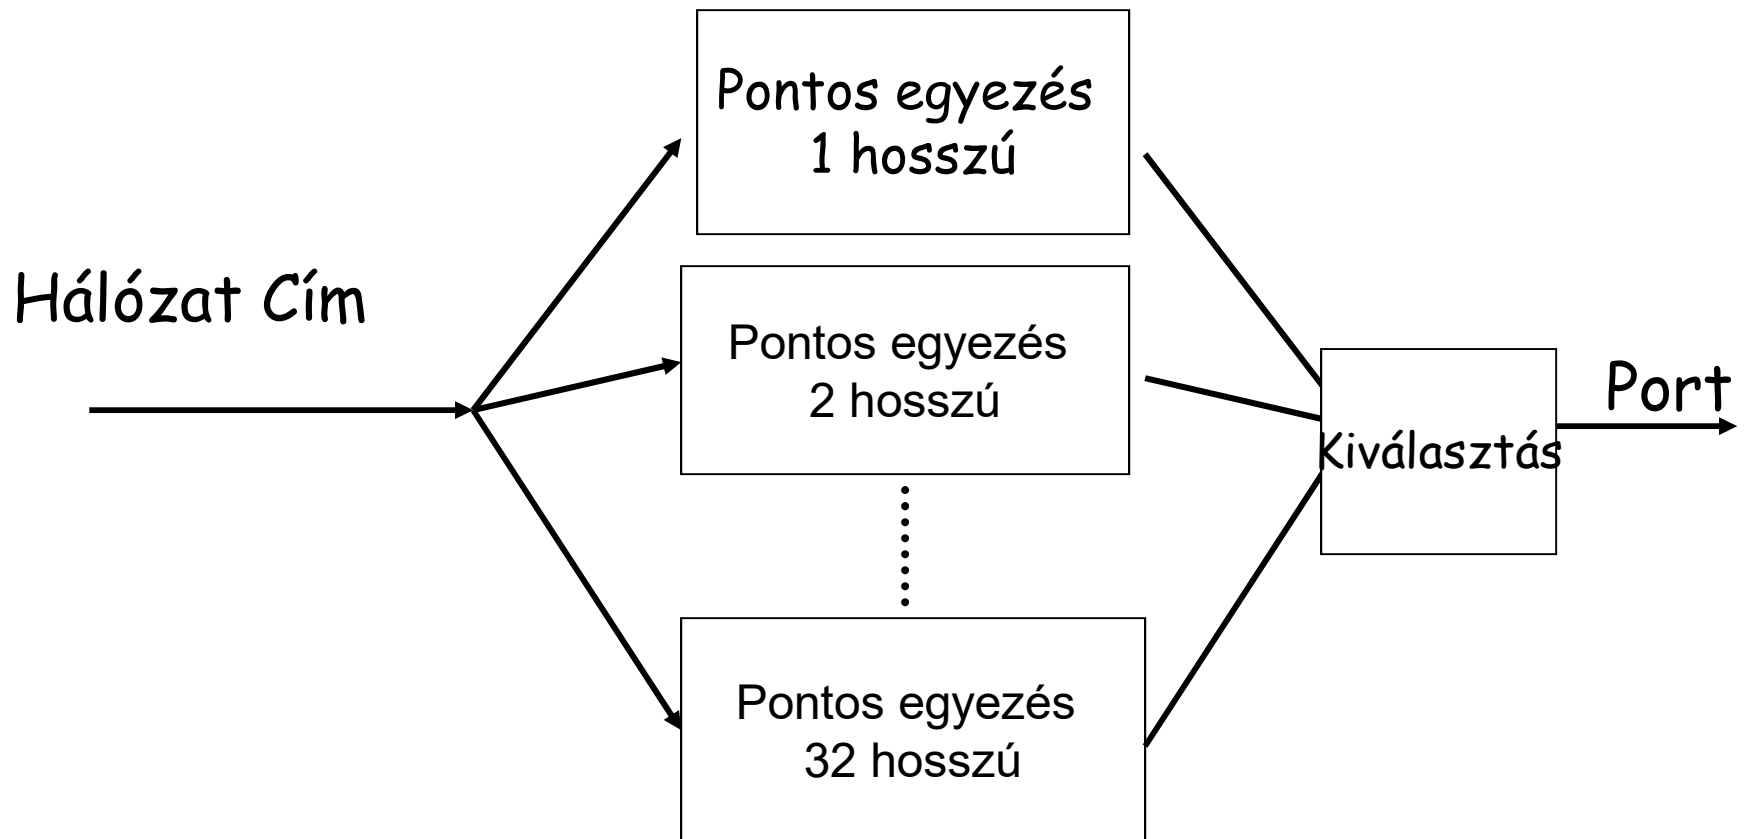 Pontos egyezés
1 hosszú
Hálózat Cím
Pontos egyezés
2 hosszú
Port
Kiválasztás
Pontos egyezés
32 hosszú